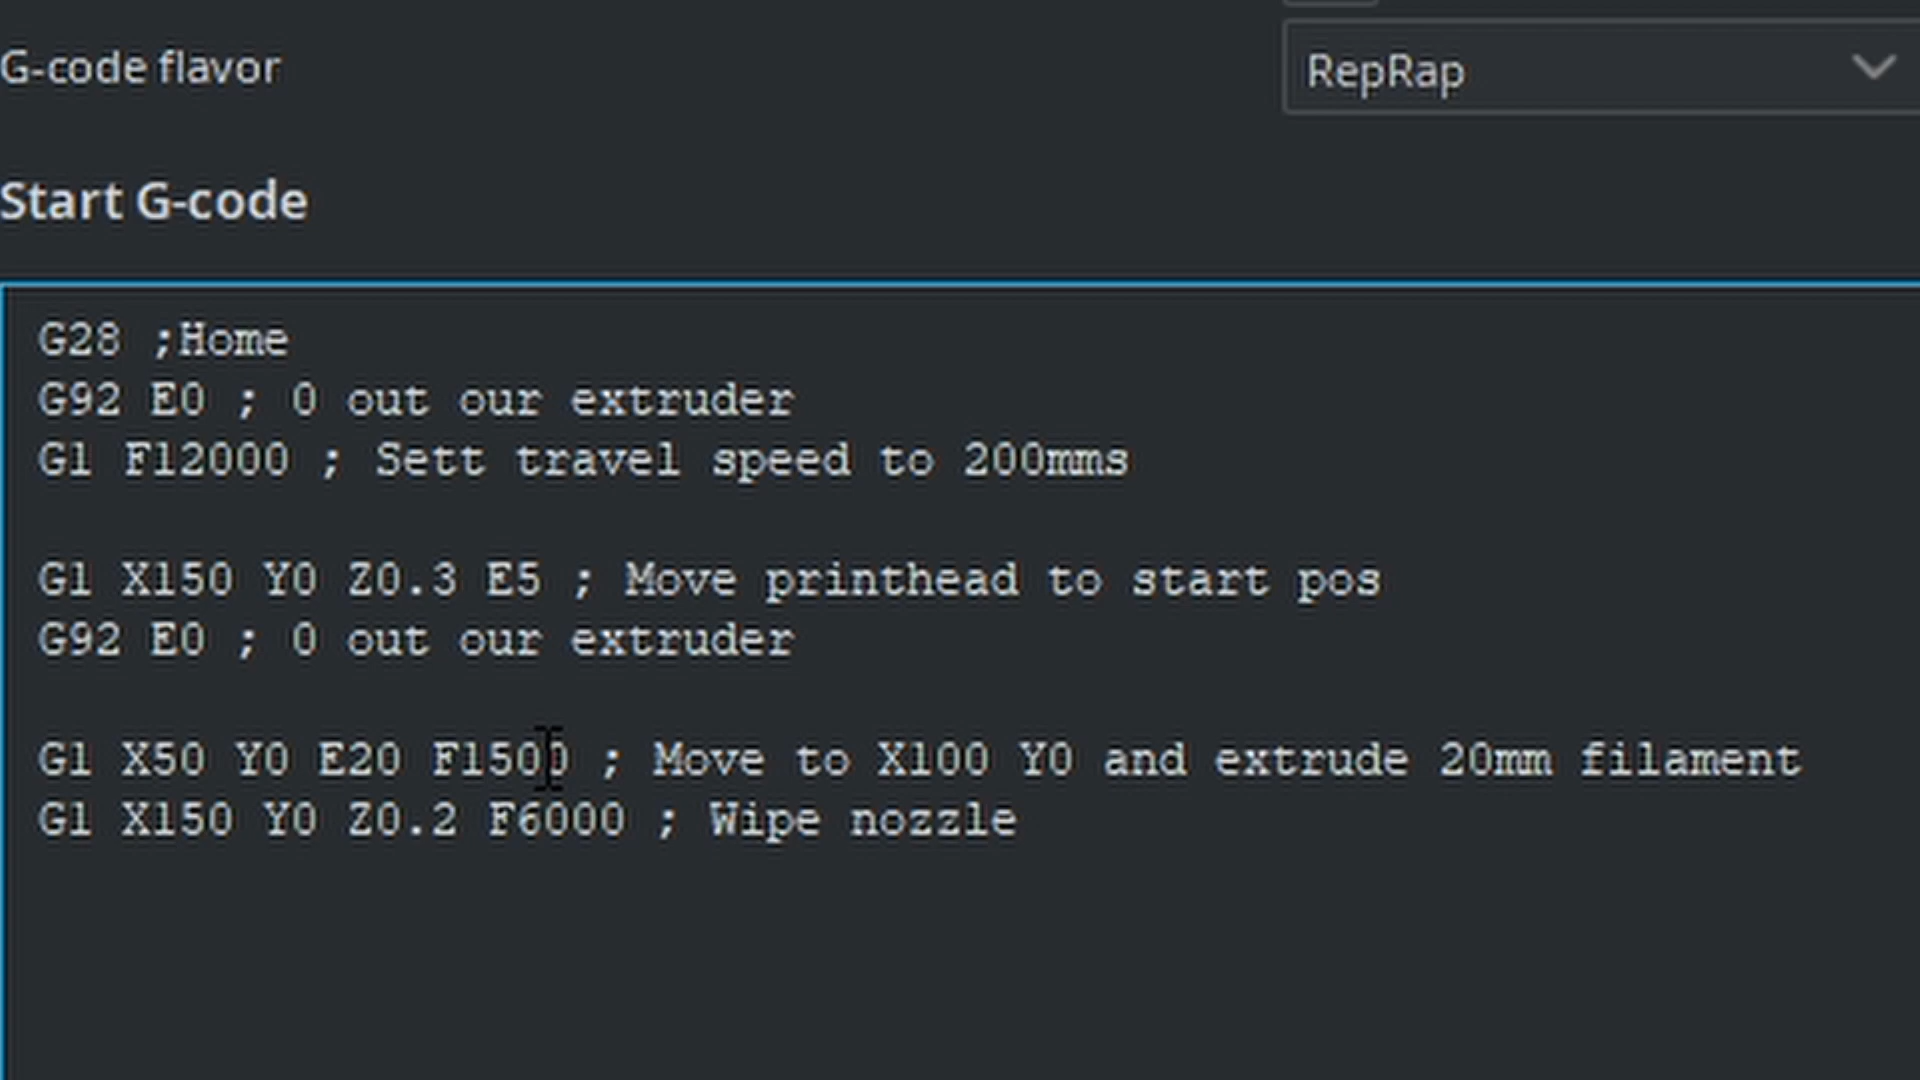 G-code flavor
RepRap
Start G-code
G28 ;Home
G92 E0 ; 0 out our extruder
G1 F12000 ; Sett travel speed to 200mms
G1 X150 Y0 Z0.3 E5 ; Move printhead to start pos
G92 E0 ; 0 out our extruder
G1 X50 Y0 E20 F1500 ; Move to X100 Y0 and extrude 20mm filament
G1 X150 Y0 Z0.2 F6000 ; Wipe nozzle